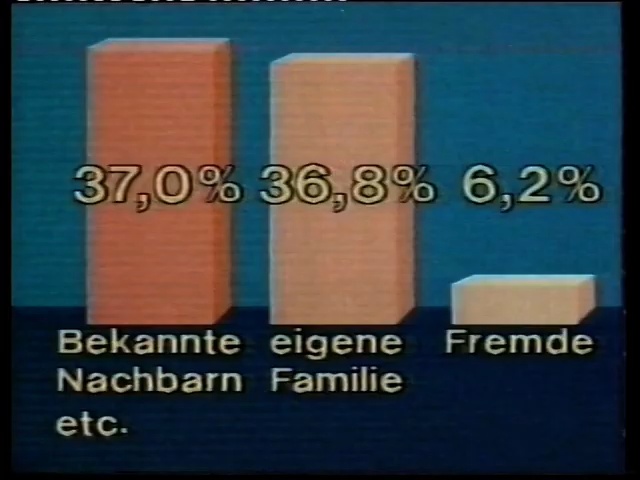 37,0% 36,8% 6,2%
Bekannte eigene Fremde
Nachbarn Familie
etc.